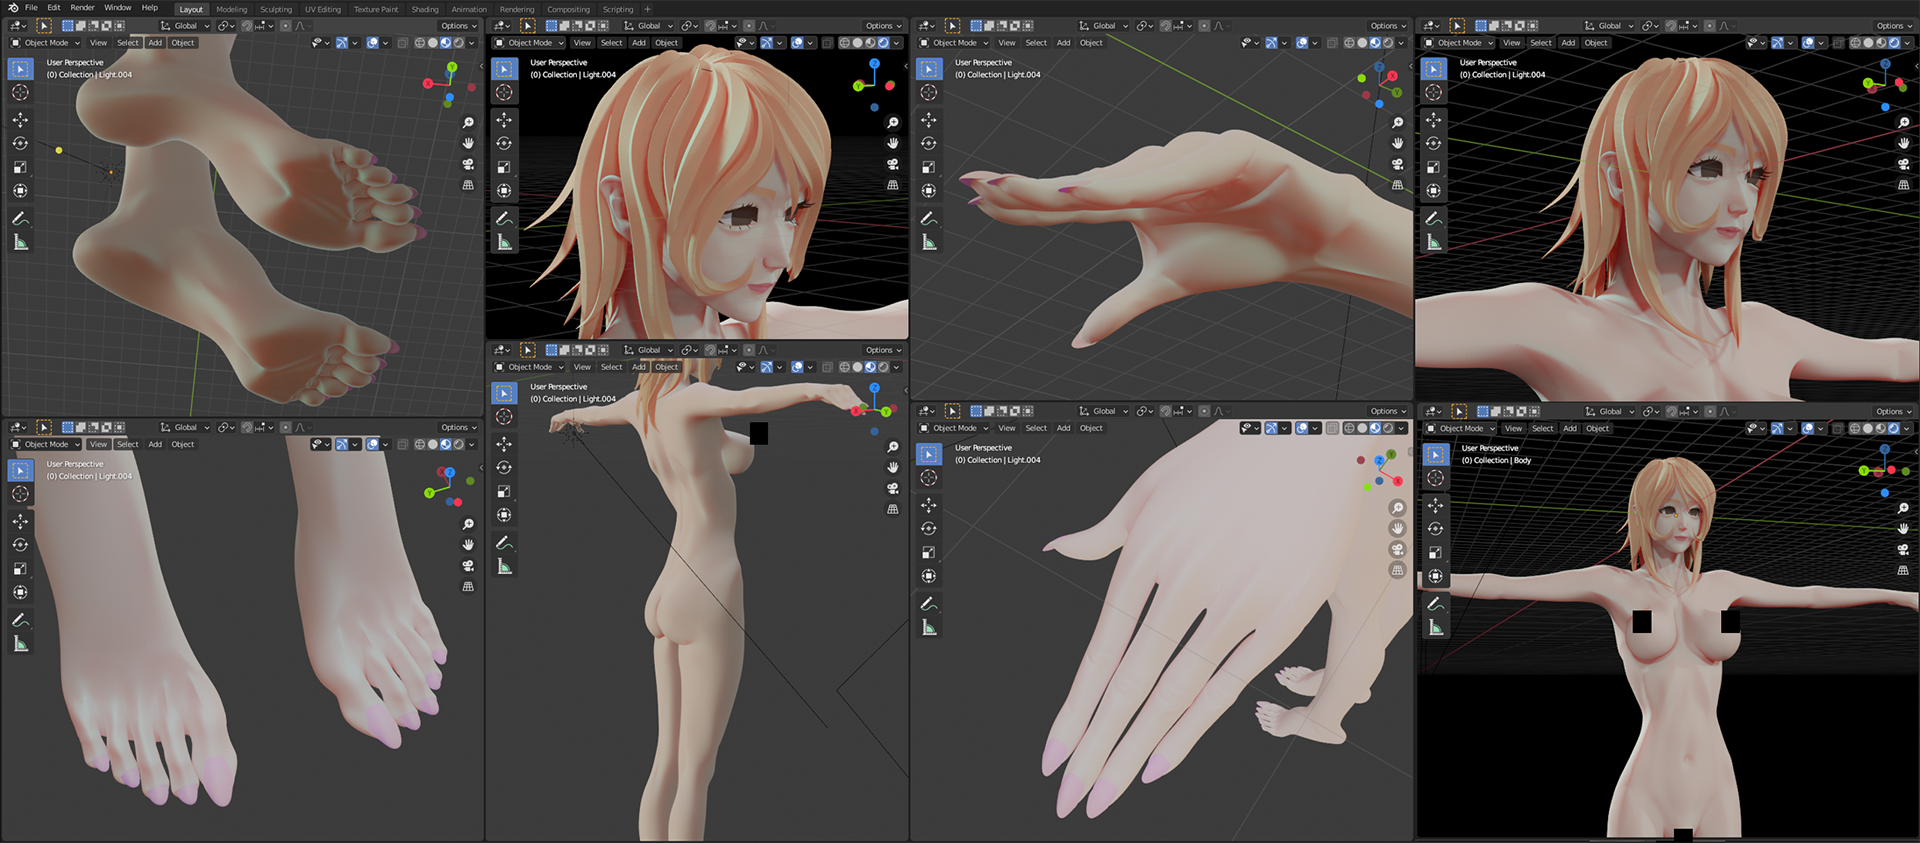 File Edit Render Window Help Layout Modeling Sculpting UV Editing Texture Paint Shading Animation Rendering Compositing Scripting +
Global Options
Object Mode View Select Add Object
User Perspective
(0) Collection | Light.004
X
Y
Global Options
Object Mode View Select Add Object
User Perspective
(0) Collection | Light.004
Z
Y
Global Options
Object Mode View Select Add Object
User Perspective
(0) Collection | Light.004
X
Y
Global Options
Object Mode View Select Add Object
User Perspective
(0) Collection | Light.004
Z
Y
Global Options
Object Mode View Select Add Object
User Perspective
(0) Collection | Light.004
X Z
Y
Global Options
Object Mode View Select Add Object
User Perspective
(0) Collection | Light.004
Z
X Y
Global Options
Object Mode View Select Add Object
User Perspective
(0) Collection | Light.004
Y
Z
X
Global Options
Object Mode View Select Add Object
User Perspective
(0) Collection | Body
Z
Y